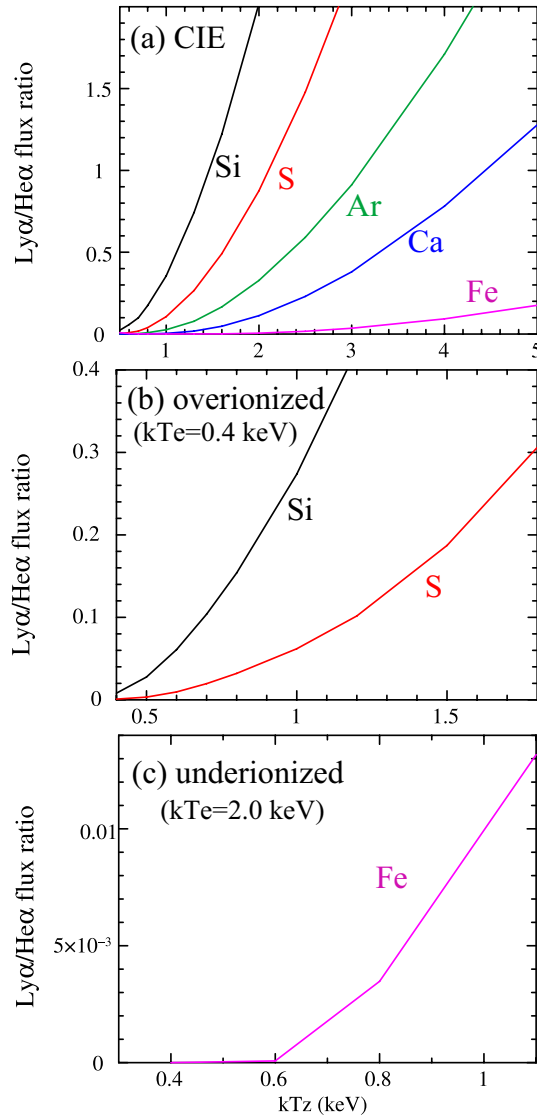 (a) CIE
Lyα/Heα flux ratio
1.5
1
0.5
0
Si
S
Ar
Ca
Fe
1 2 3 4 5
(b) overionized
(kTe=0.4 keV)
Lyα/Heα flux ratio
0.4
0.3
0.2
0.1
0
Si
S
0.5 1 1.5
(c) underionized
(kTe=2.0 keV)
Lyα/Heα flux ratio
0.01
5×10⁻³
0
Fe
0.4 0.6 0.8 1
kTz (keV)